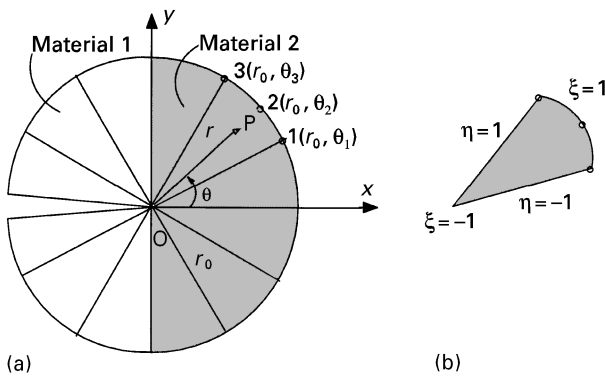 y
Material 1
Material 2
3(r₀, θ₃)
2(r₀, θ₂)
P
1(r₀, θ₁)
r
θ
x
O
r₀
(a)
ξ=1
η=1
η=-1
ξ=-1
(b)